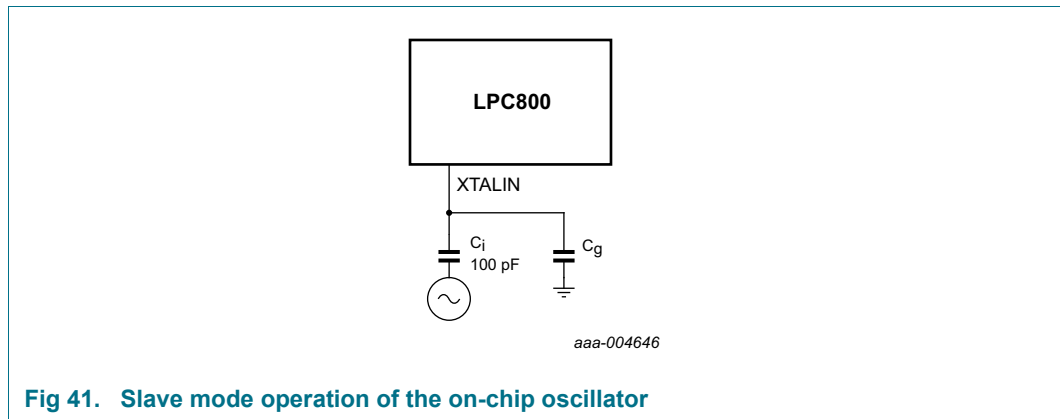 LPC800
XTALIN
Ci
100 pF
Cg
aaa-004646
Fig 41. Slave mode operation of the on-chip oscillator